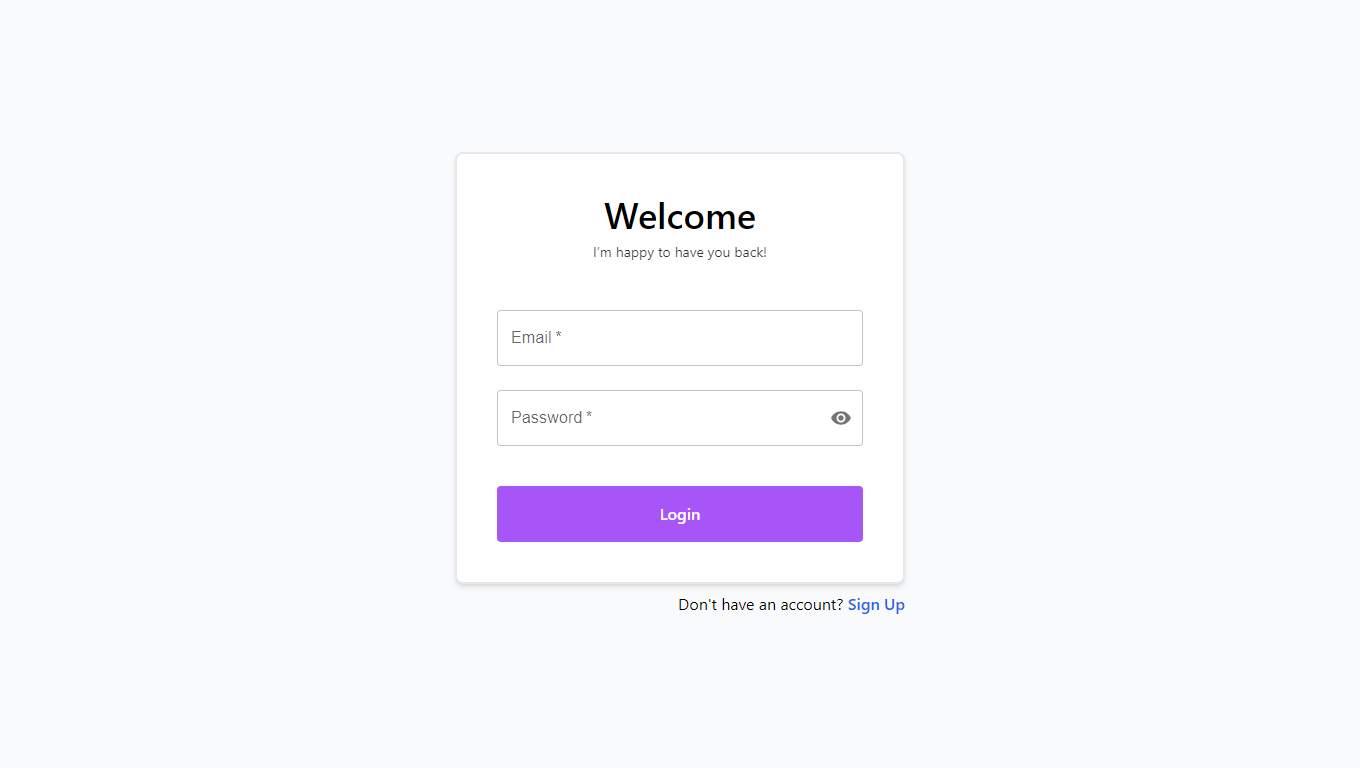 Welcome
I'm happy to have you back!
Email *
Password *
Login
Don't have an account? Sign Up